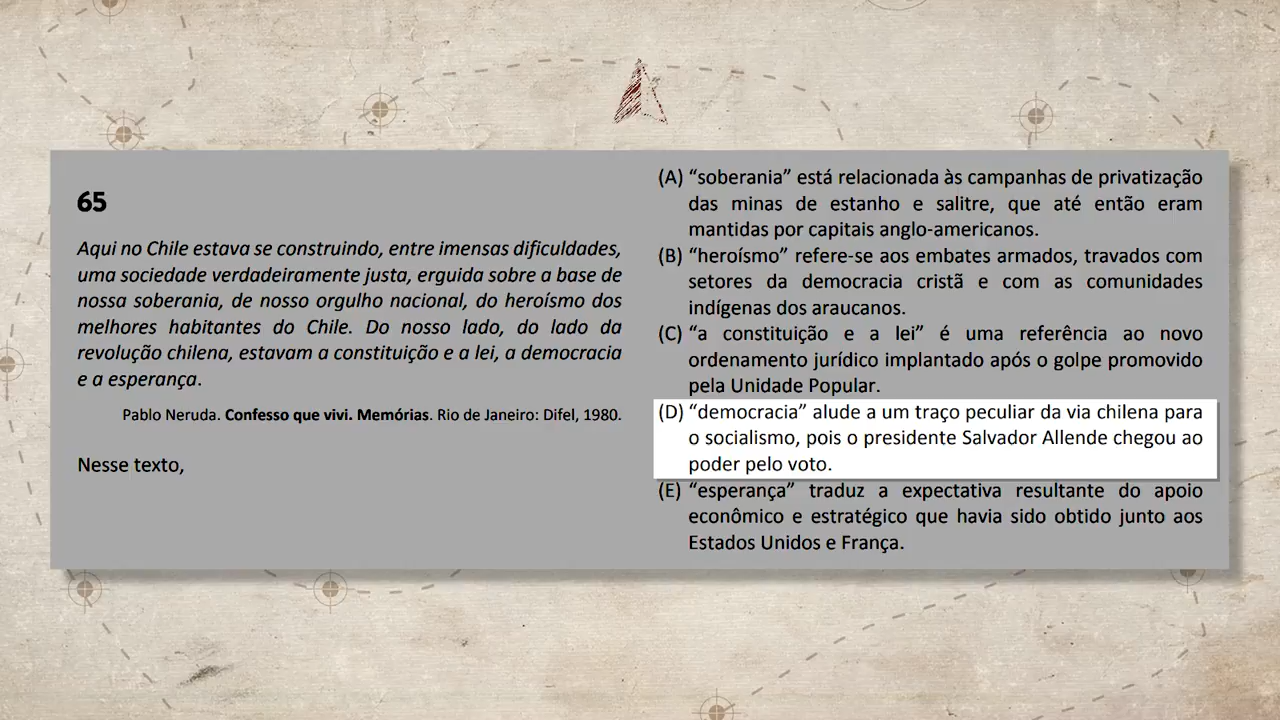 65
Aqui no Chile estava se construindo, entre imensas dificuldades,
uma sociedade verdadeiramente justa, erguida sobre a base de
nossa soberania, de nosso orgulho nacional, do heroísmo dos
melhores habitantes do Chile. Do nosso lado, do lado da
revolução chilena, estavam a constituição e a lei, a democracia
e a esperança.
Pablo Neruda. Confesso que vivi. Memórias. Rio de Janeiro: Difel, 1980.
Nesse texto,
(A) “soberania” está relacionada às campanhas de privatização
das minas de estanho e salitre, que até então eram
mantidas por capitais anglo-americanos.
(B) “heroísmo” refere-se aos embates armados, travados com
setores da democracia cristã e com as comunidades
indígenas dos araucanos.
(C) “a constituição e a lei” é uma referência ao novo
ordenamento jurídico implantado após o golpe promovido
pela Unidade Popular.
(D) “democracia” alude a um traço peculiar da via chilena para
o socialismo, pois o presidente Salvador Allende chegou ao
poder pelo voto.
(E) “esperança” traduz a expectativa resultante do apoio
econômico e estratégico que havia sido obtido junto aos
Estados Unidos e França.